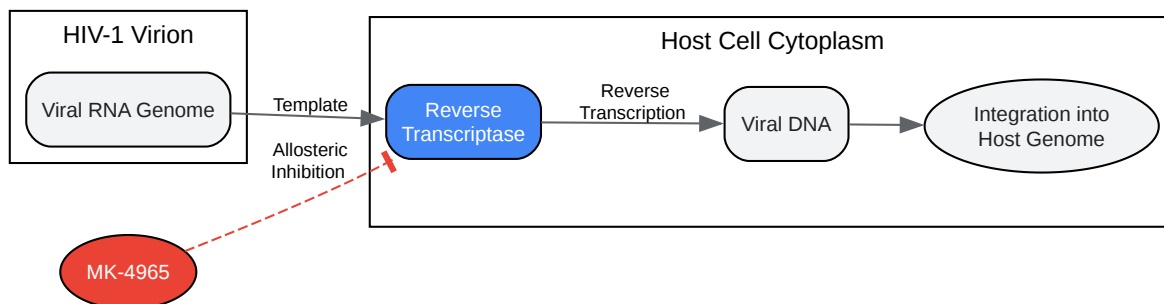 HIV-1 Virion
Viral RNA Genome
Template
Allosteric
Inhibition
MK-4965
Host Cell Cytoplasm
Reverse
Transcriptase
Reverse
Transcription
Viral DNA
Integration into
Host Genome